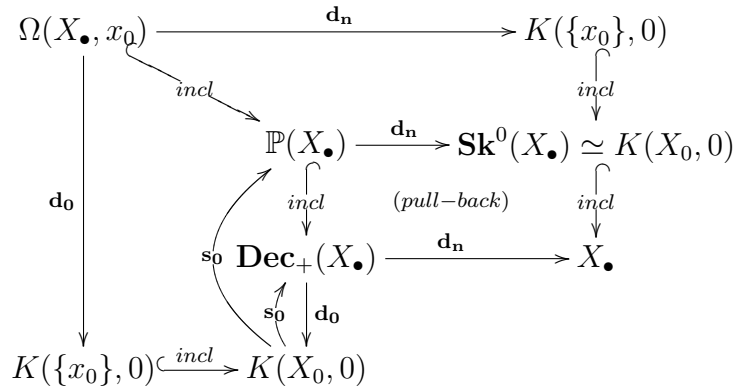 Ω(X•, x₀) dₙ K({x₀}, 0)
incl incl
ℙ(X•) dₙ Sk⁰(X•) ≃ K(X₀, 0)
d₀ incl (pull−back) incl
s₀ Dec₊(X•) dₙ X•
s₀ d₀
K({x₀}, 0) incl K(X₀, 0)